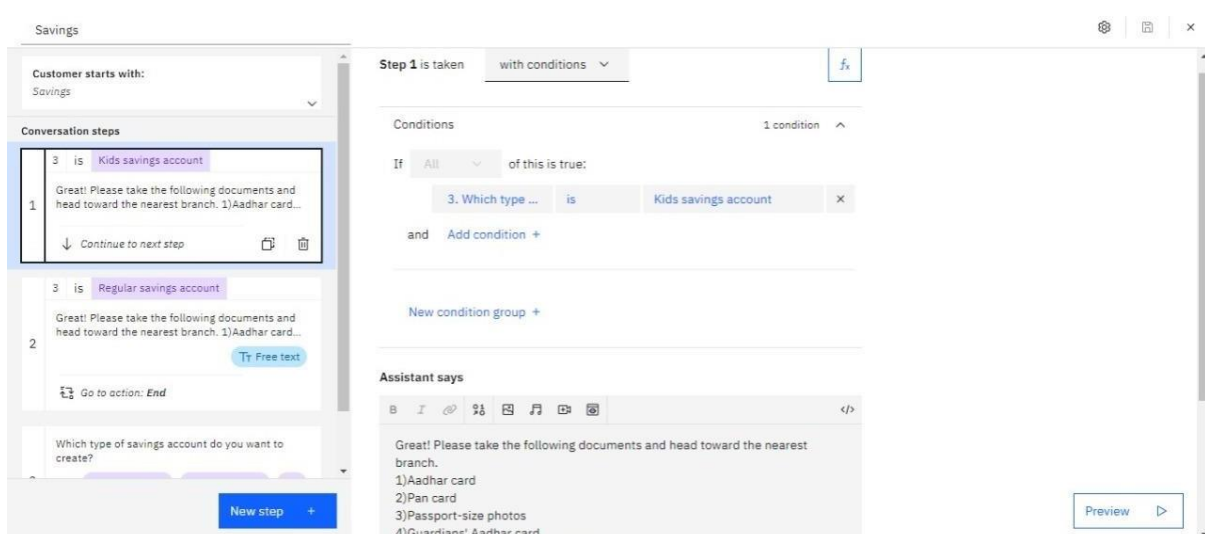 Savings
Customer starts with:
Savings
Conversation steps
3 is Kids savings account
1
Great! Please take the following documents and
head toward the nearest branch. 1)Aadhar card...
Continue to next step
3 is Regular savings account
2
Great! Please take the following documents and
head toward the nearest branch. 1)Aadhar card...
Free text
Go to action: End
Which type of savings account do you want to
create?
New step +
Step 1 is taken with conditions
fx
Conditions 1 condition
If All of this is true:
3. Which type ... is Kids savings account ×
and Add condition +
New condition group +
Assistant says
B I </>
Great! Please take the following documents and head toward the nearest
branch.
1)Aadhar card
2)Pan card
3)Passport-size photos
4)Guardians' Aadhar card
Preview